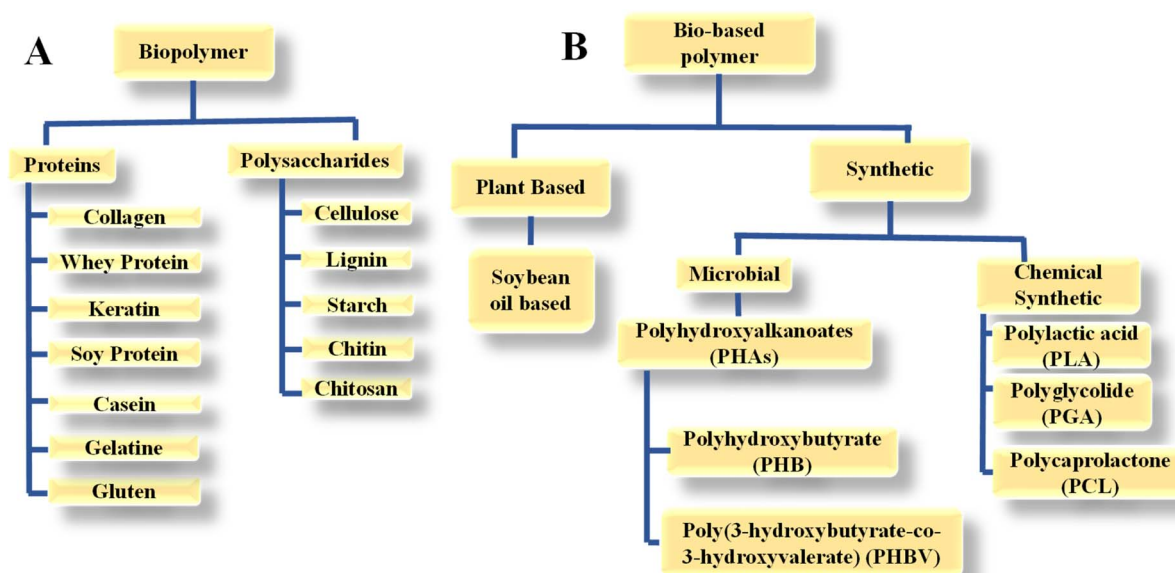 A
Biopolymer
Proteins
Collagen
Whey Protein
Keratin
Soy Protein
Casein
Gelatine
Gluten
Polysaccharides
Cellulose
Lignin
Starch
Chitin
Chitosan
B
Bio-based
polymer
Plant Based
Soybean
oil based
Synthetic
Microbial
Polyhydroxyalkanoates
(PHAs)
Polyhydroxybutyrate
(PHB)
Poly(3-hydroxybutyrate-co-
3-hydroxyvalerate) (PHBV)
Chemical
Synthetic
Polylactic acid
(PLA)
Polyglycolide
(PGA)
Polycaprolactone
(PCL)